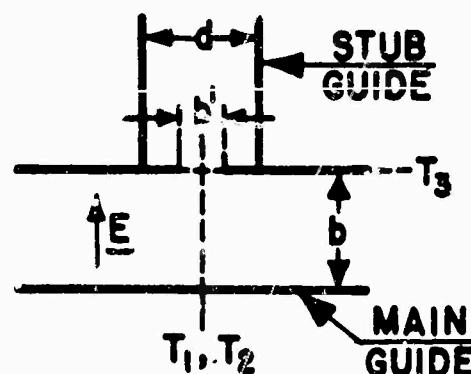 d
STUB
GUIDE
b'
T3
E
b
MAIN
GUIDE
T1, T2